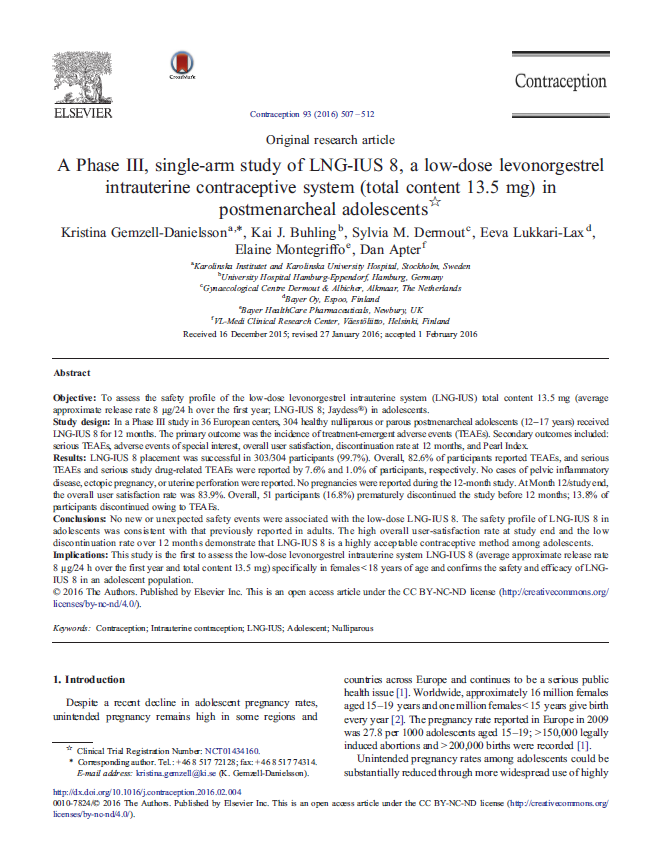 ELSEVIER
CrossMark
Contraception
Contraception 93 (2016) 507–512
Original research article
A Phase III, single-arm study of LNG-IUS 8, a low-dose levonorgestrel
intrauterine contraceptive system (total content 13.5 mg) in
postmenarcheal adolescents☆
Kristina Gemzell-Danielssonᵃ,*, Kai J. Buhlingᵇ, Sylvia M. Dermoutᶜ, Eeva Lukkari-Laxᵈ,
Elaine Montegriffoᵉ, Dan Apterᶠ
ᵃKarolinska Institutet and Karolinska University Hospital, Stockholm, Sweden
ᵇUniversity Hospital Hamburg-Eppendorf, Hamburg, Germany
ᶜGynaecological Centre Dermout & Albicher, Alkmaar, The Netherlands
ᵈBayer Oy, Espoo, Finland
ᵉBayer HealthCare Pharmaceuticals, Newbury, UK
ᶠVL-Medi Clinical Research Center, Väestöliitto, Helsinki, Finland
Received 16 December 2015; revised 27 January 2016; accepted 1 February 2016
Abstract
Objective: To assess the safety profile of the low-dose levonorgestrel intrauterine system (LNG-IUS) total content 13.5 mg (average
approximate release rate 8 μg/24 h over the first year; LNG-IUS 8; Jaydess®) in adolescents.
Study design: In a Phase III study in 36 European centers, 304 healthy nulliparous or parous postmenarcheal adolescents (12–17 years) received
LNG-IUS 8 for 12 months. The primary outcome was the incidence of treatment-emergent adverse events (TEAEs). Secondary outcomes included:
serious TEAEs, adverse events of special interest, overall user satisfaction, discontinuation rate at 12 months, and Pearl Index.
Results: LNG-IUS 8 placement was successful in 303/304 participants (99.7%). Overall, 82.6% of participants reported TEAEs, and serious
TEAEs and serious study drug-related TEAEs were reported by 7.6% and 1.0% of participants, respectively. No cases of pelvic inflammatory
disease, ectopic pregnancy, or uterine perforation were reported. No pregnancies were reported during the 12-month study. At Month 12/study end,
the overall user satisfaction rate was 83.9%. Overall, 51 participants (16.8%) prematurely discontinued the study before 12 months; 13.8% of
participants discontinued owing to TEAEs.
Conclusions: No new or unexpected safety events were associated with the low-dose LNG-IUS 8. The safety profile of LNG-IUS 8 in
adolescents was consistent with that previously reported in adults. The high overall user-satisfaction rate at study end and the low
discontinuation rate over 12 months demonstrate that LNG-IUS 8 is a highly acceptable contraceptive method among adolescents.
Implications: This study is the first to assess the low-dose levonorgestrel intrauterine system LNG-IUS 8 (average approximate release rate
8 μg/24 h over the first year and total content 13.5 mg) specifically in females<18 years of age and confirms the safety and efficacy of LNG-
IUS 8 in an adolescent population.
© 2016 The Authors. Published by Elsevier Inc. This is an open access article under the CC BY-NC-ND license (http://creativecommons.org/
licenses/by-nc-nd/4.0/).
Keywords: Contraception; Intrauterine contraception; LNG-IUS; Adolescent; Nulliparous
1. Introduction
Despite a recent decline in adolescent pregnancy rates,
unintended pregnancy remains high in some regions and
☆ Clinical Trial Registration Number: NCT01434160.
* Corresponding author. Tel.: +46 8 517 72128; fax: +46 8 517 74314.
E-mail address: kristina.gemzell@ki.se (K. Gemzell-Danielsson).
countries across Europe and continues to be a serious public
health issue [1]. Worldwide, approximately 16 million females
aged 15–19 years and one million females<15 years give birth
every year [2]. The pregnancy rate reported in Europe in 2009
was 27.8 per 1000 adolescents aged 15–19; >150,000 legally
induced abortions and >200,000 births were recorded [1].
Unintended pregnancy rates among adolescents could be
substantially reduced through more widespread use of highly
http://dx.doi.org/10.1016/j.contraception.2016.02.004
0010-7824/© 2016 The Authors. Published by Elsevier Inc. This is an open access article under the CC BY-NC-ND license (http://creativecommons.org/
licenses/by-nc-nd/4.0/).